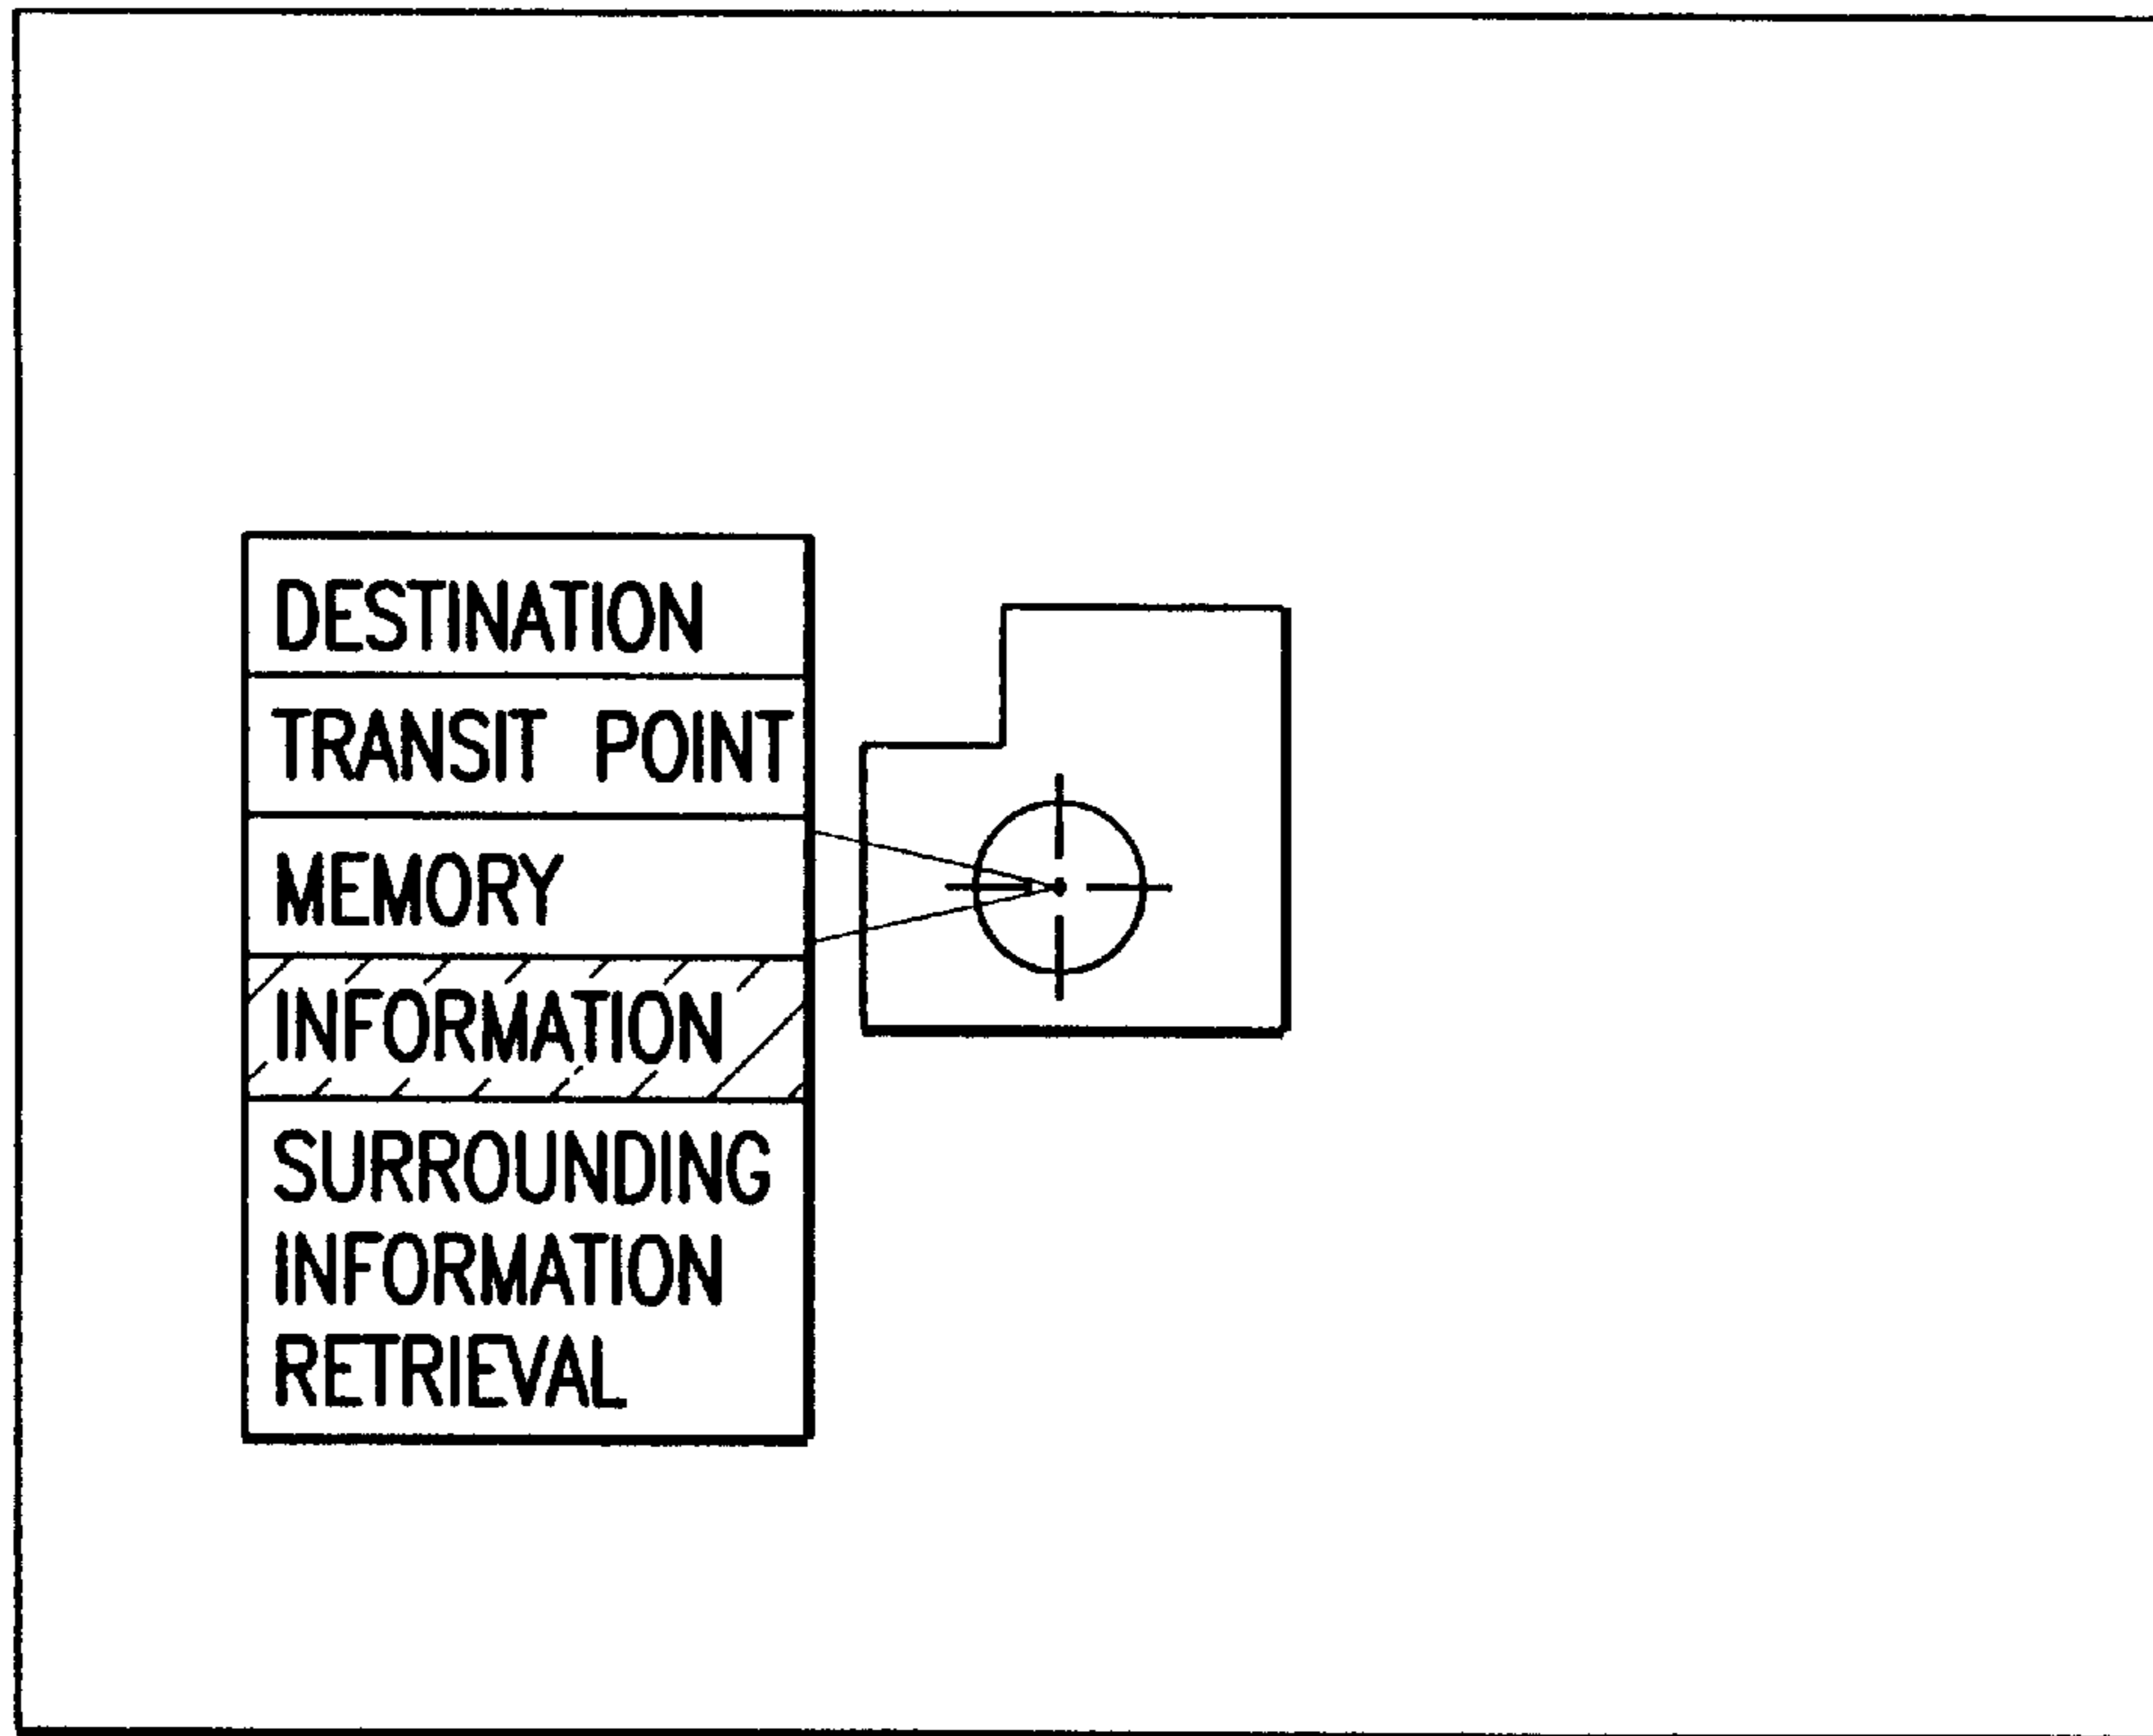 DESTINATION
TRANSIT POINT
MEMORY
INFORMATION
SURROUNDING
INFORMATION
RETRIEVAL